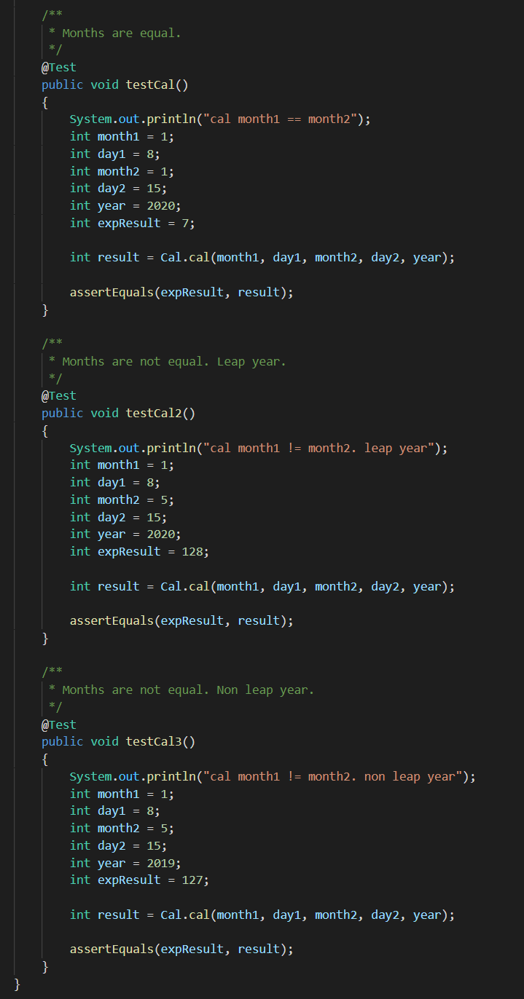 /**
 * Months are equal.
 */
@Test
public void testCal()
{
    System.out.println("cal month1 == month2");
    int month1 = 1;
    int day1 = 8;
    int month2 = 1;
    int day2 = 15;
    int year = 2020;
    int expResult = 7;

    int result = Cal.cal(month1, day1, month2, day2, year);

    assertEquals(expResult, result);
}

/**
 * Months are not equal. Leap year.
 */
@Test
public void testCal2()
{
    System.out.println("cal month1 != month2. leap year");
    int month1 = 1;
    int day1 = 8;
    int month2 = 5;
    int day2 = 15;
    int year = 2020;
    int expResult = 128;

    int result = Cal.cal(month1, day1, month2, day2, year);

    assertEquals(expResult, result);
}

/**
 * Months are not equal. Non leap year.
 */
@Test
public void testCal3()
{
    System.out.println("cal month1 != month2. non leap year");
    int month1 = 1;
    int day1 = 8;
    int month2 = 5;
    int day2 = 15;
    int year = 2019;
    int expResult = 127;

    int result = Cal.cal(month1, day1, month2, day2, year);

    assertEquals(expResult, result);
}
}